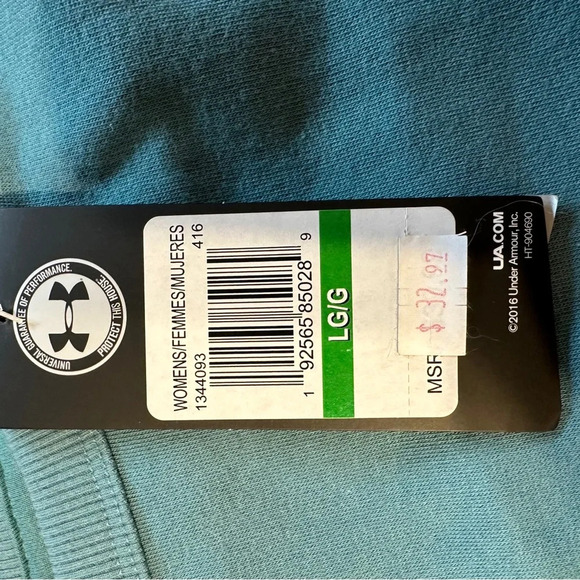 UNIVERSAL GUARANTEE OF PERFORMANCE.
PROTECT THIS HOUSE.
WOMENS/FEMMES/MUJERES
1344093 416
1 92565 85028 9
LG/G
MSR
$ 32.97
UA.COM
©2016 Under Armour, Inc.
HT-904690